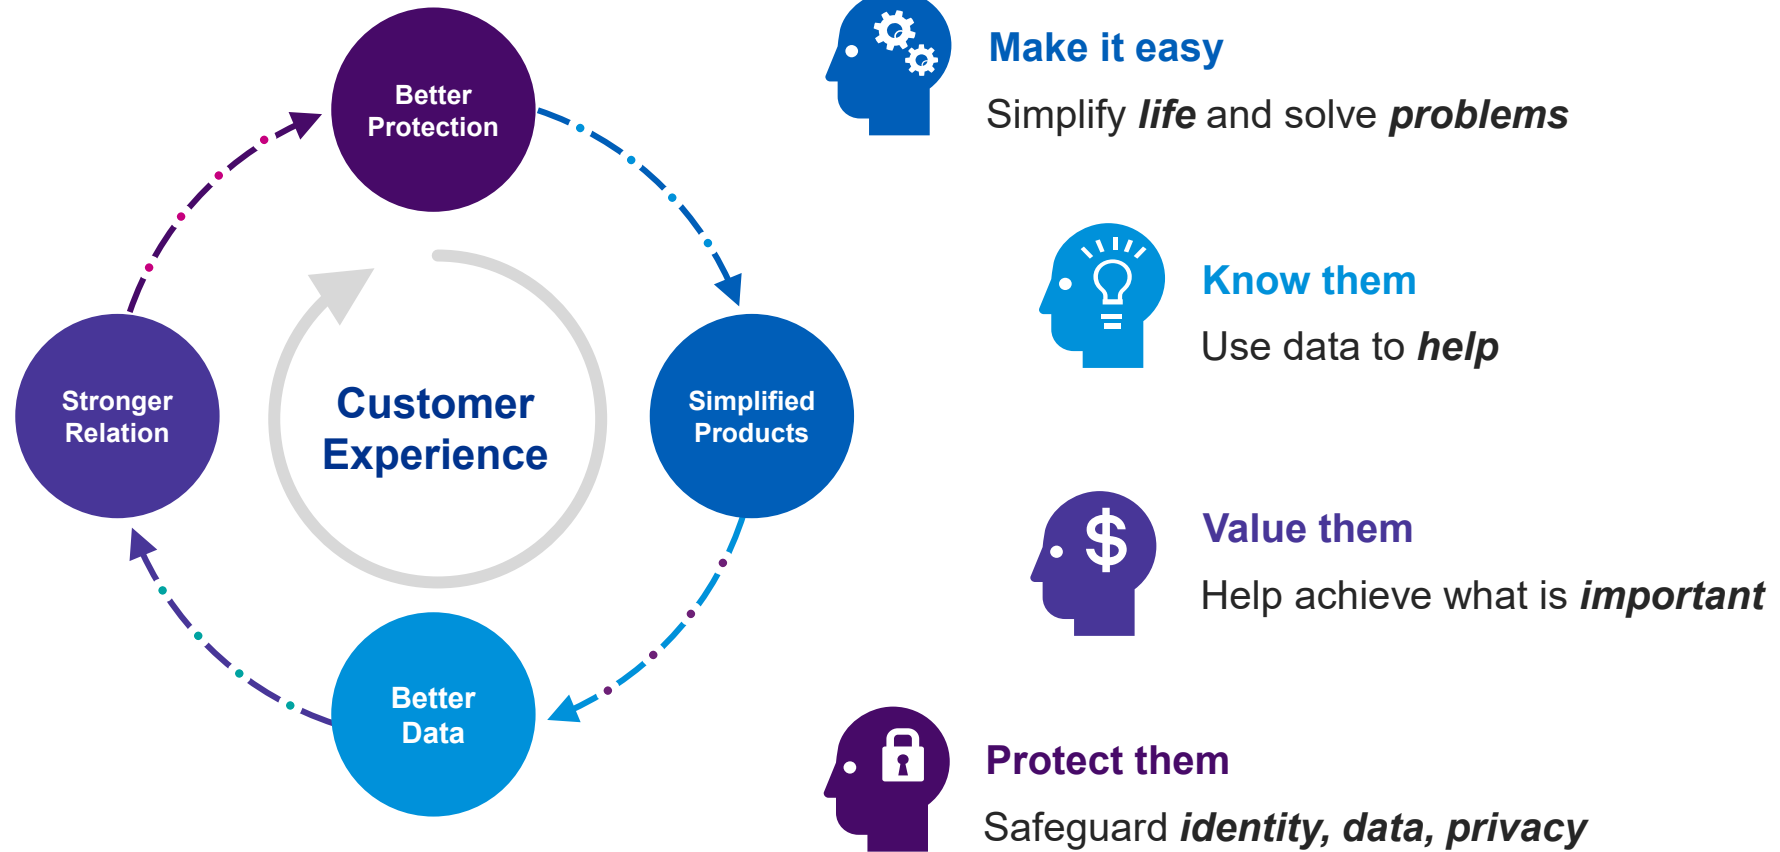 Better
Protection
Simplified
Products
Better
Data
Stronger
Relation
Customer
Experience
Make it easy
Simplify life and solve problems
Know them
Use data to help
$
Value them
Help achieve what is important
Protect them
Safeguard identity, data, privacy